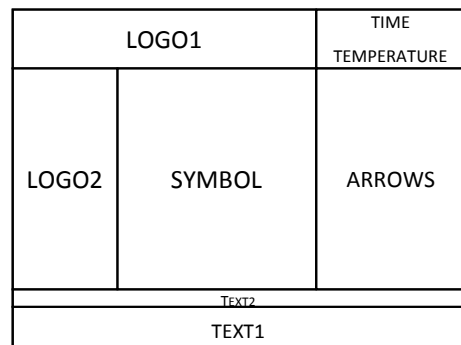 LOGO1
TIME
TEMPERATURE
LOGO2
SYMBOL
ARROWS
TEXT2
TEXT1